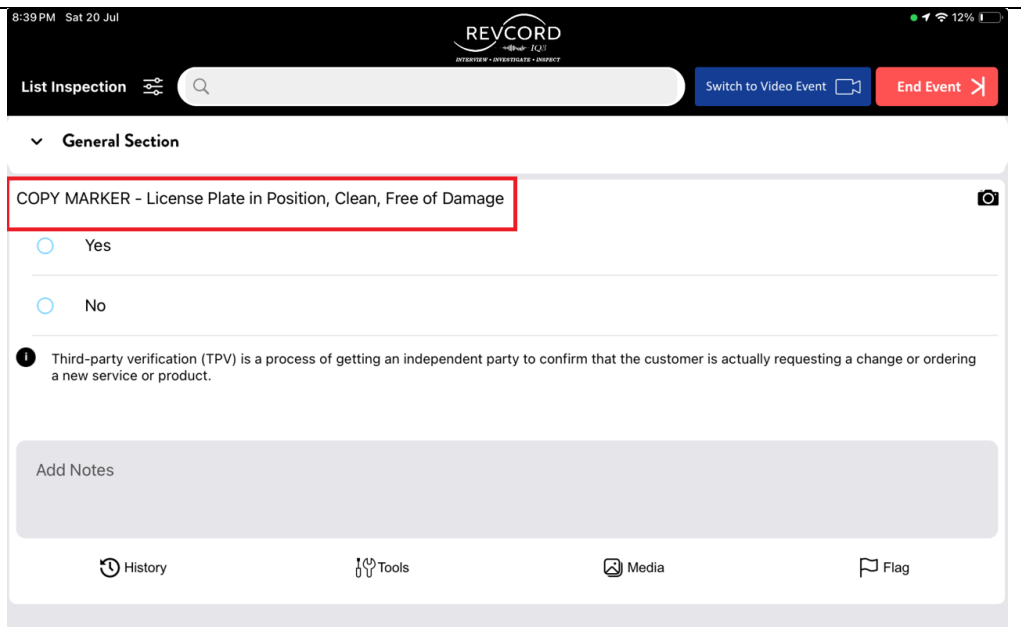 8:39 PM Sat 20 Jul
12%
REVCORD
IQ3
INTERVIEW • INVESTIGATE • INSPECT
List Inspection
Switch to Video Event
End Event
General Section
COPY MARKER - License Plate in Position, Clean, Free of Damage
Yes
No
Third-party verification (TPV) is a process of getting an independent party to confirm that the customer is actually requesting a change or ordering
a new service or product.
Add Notes
History
Tools
Media
Flag